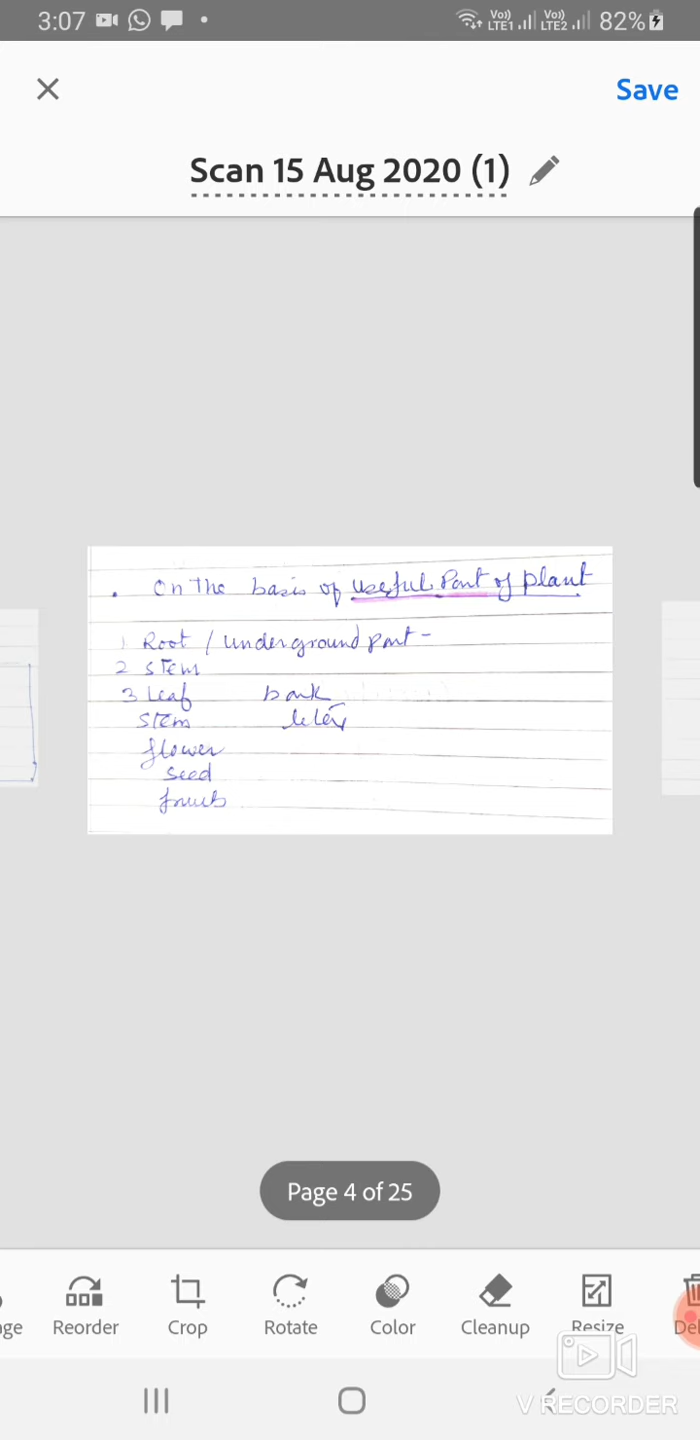 3:07 82%
Vo)) LTE1 Vo)) LTE2
Save
Scan 15 Aug 2020 (1)
. On The basis of useful Part of plant
1 Root / underground part -
2 Stem
3 Leaf bark
Stem
flower
seed
fruit
Page 4 of 25
age Reorder Crop Rotate Color Cleanup Resize Del
V RECORDER